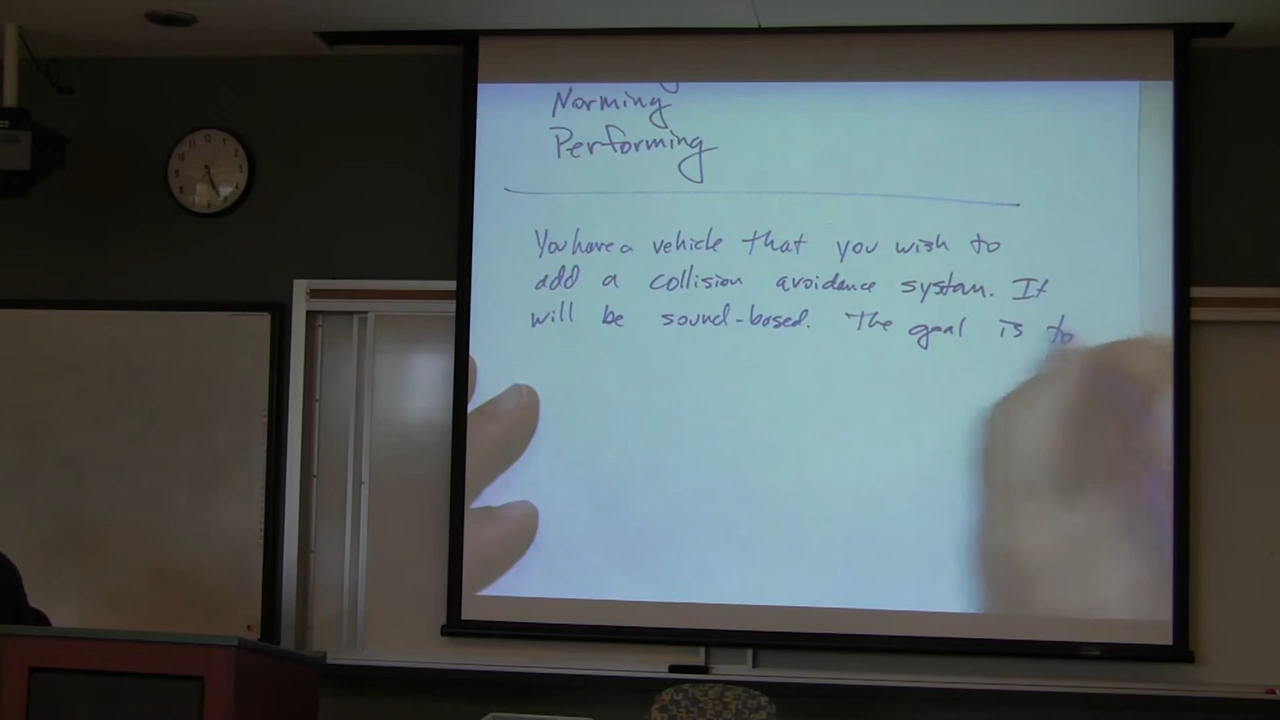 Norming
Performing
You have a vehicle that you wish to
add a collision avoidance system. It
will be sound-based. The goal is to